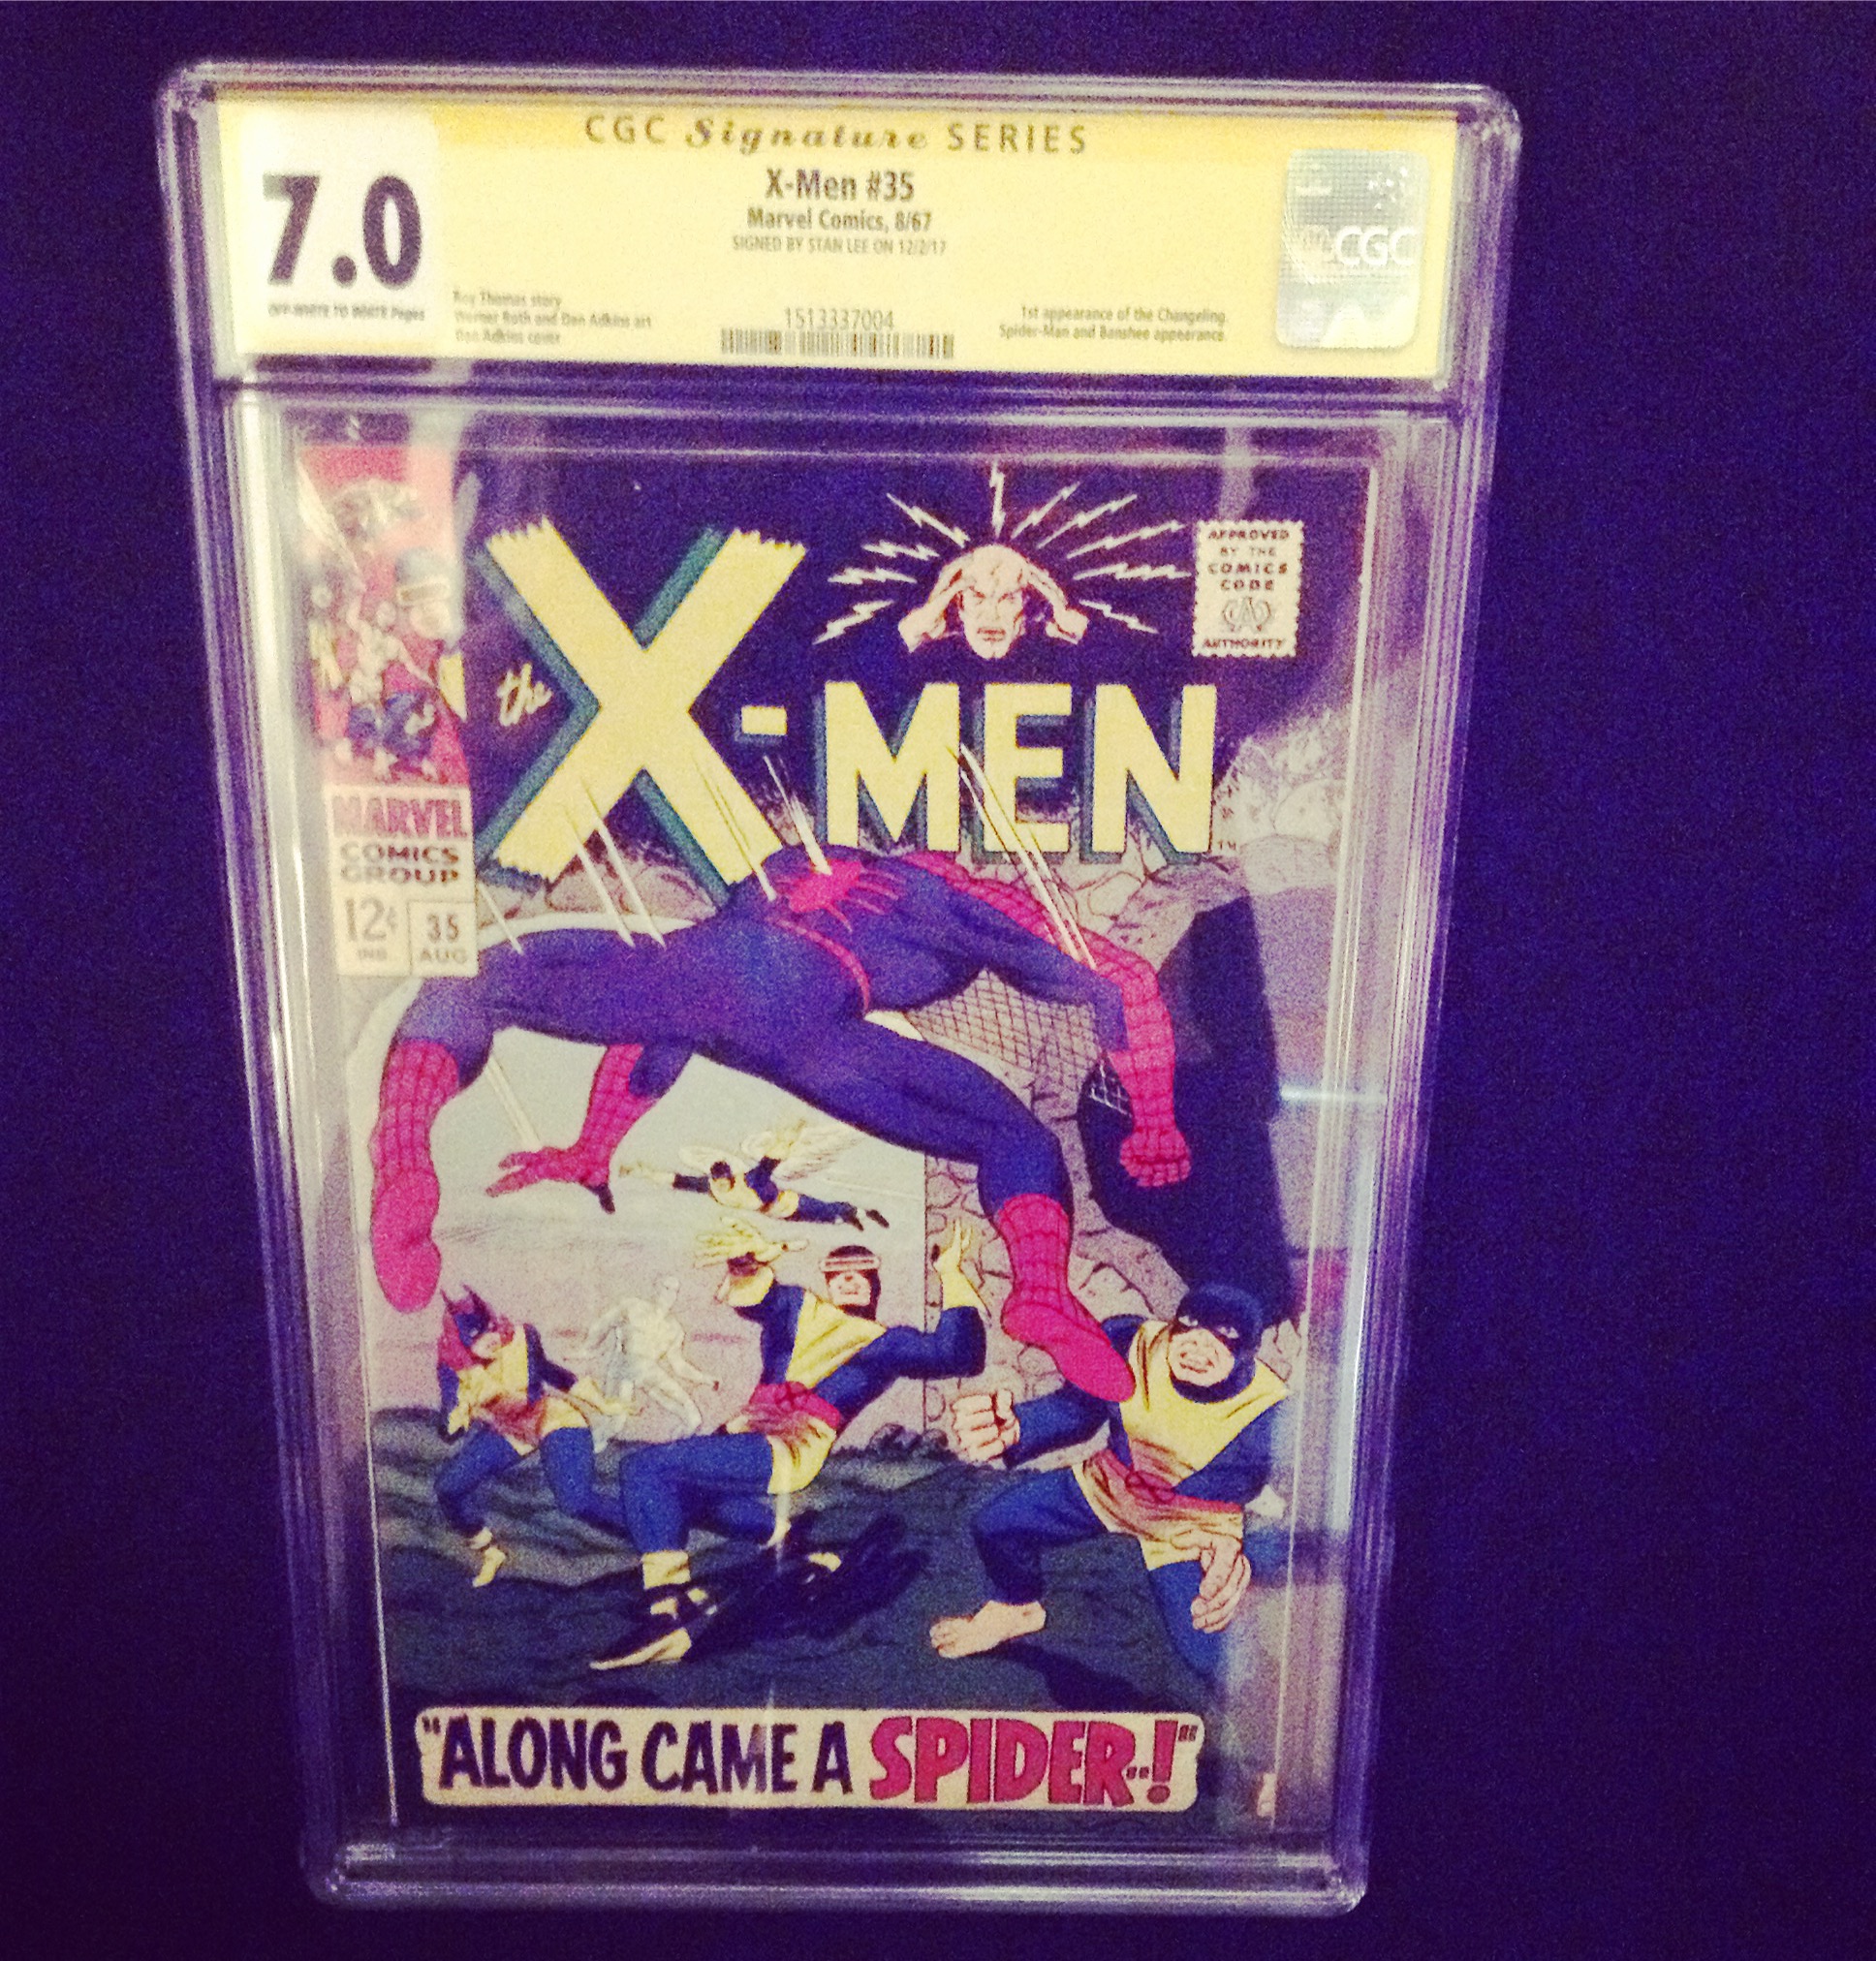 CGC Signature SERIES
7.0
X-Men #35
Marvel Comics, 8/67
SIGNED BY STAN LEE ON 12/2/17
OFF-WHITE TO WHITE Pages
Roy Thomas story
Werner Roth and Dan Adkins art
Dan Adkins cover
1513337004
1st appearance of the Changeling.
Spider-Man and Banshee appearance.
CGC
APPROVED
BY THE
COMICS
CODE
CA
AUTHORITY
the X-MEN
TM
MARVEL
COMICS
GROUP
12¢
IND.
35
AUG
"ALONG CAME A SPIDER..!"